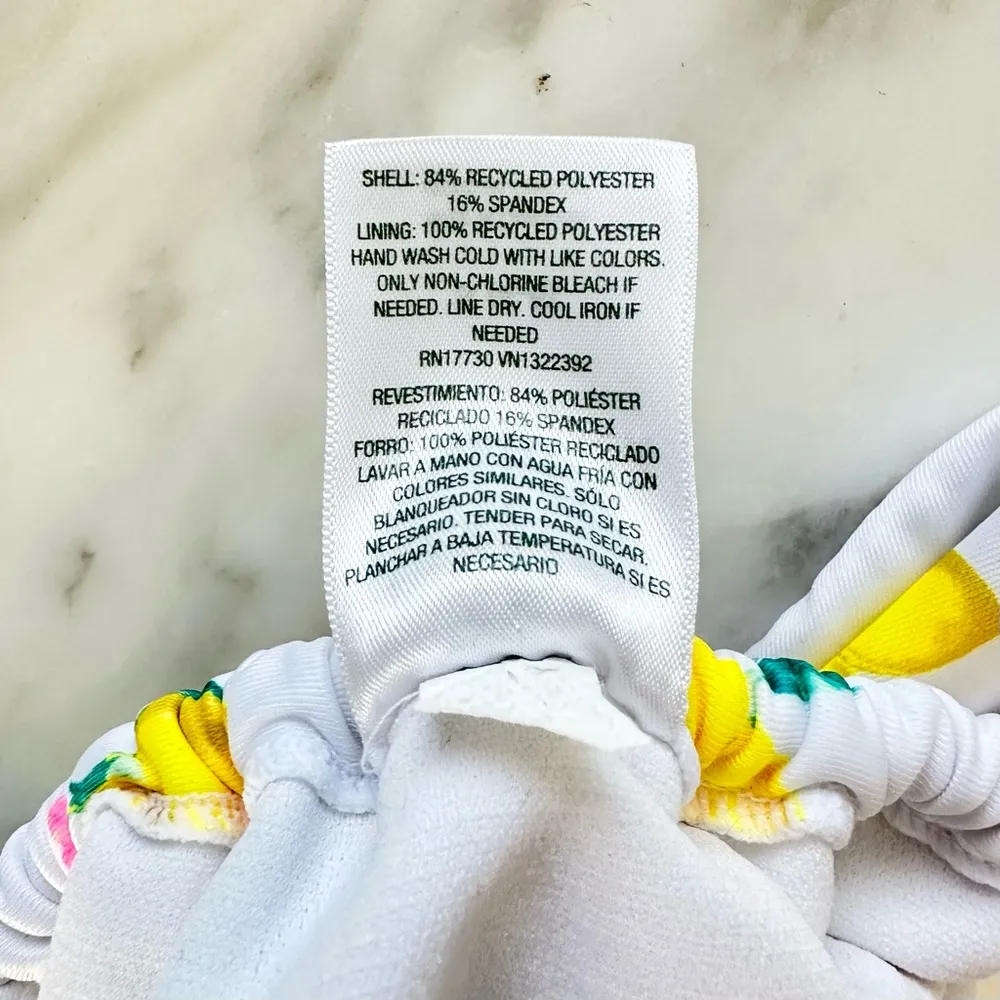 SHELL: 84% RECYCLED POLYESTER
16% SPANDEX
LINING: 100% RECYCLED POLYESTER
HAND WASH COLD WITH LIKE COLORS.
ONLY NON-CHLORINE BLEACH IF
NEEDED. LINE DRY. COOL IRON IF
NEEDED
RN17730 VN1322392
REVESTIMIENTO: 84% POLIÉSTER
RECICLADO 16% SPANDEX
FORRO: 100% POLIÉSTER RECICLADO
LAVAR A MANO CON AGUA FRÍA CON
COLORES SIMILARES. SÓLO
BLANQUEADOR SIN CLORO SI ES
NECESARIO. TENDER PARA SECAR.
PLANCHAR A BAJA TEMPERATURA SI ES
NECESARIO